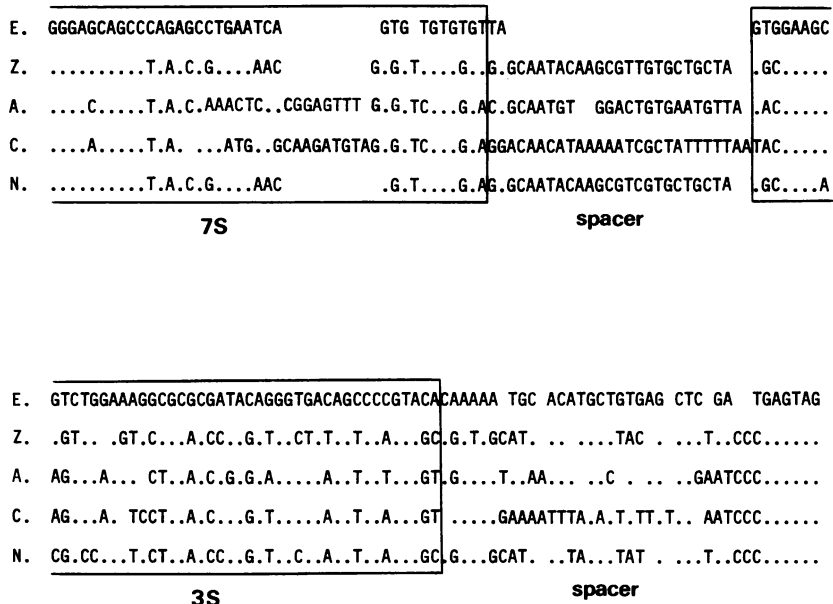 E. GGGAGCAGCCCAGAGCCTGAATCA GTG TGTGTGTTA GTGGAAGC
Z. ..........T.A.C.G....AAC G.G.T....G..G.GCAATACAAGCGTTGTGCTGCTA .GC.....
A. ....C.....T.A.C.AAACTC..CGGAGTTT G.G.TC...G.AC.GCAATGT GGACTGTGAATGTTA .AC.....
C. ....A.....T.A. ...ATG..GCAAGATGTAG.G.TC...G.AGGACAACATAAAAATCGCTATTTTTAATAC.....
N. ..........T.A.C.G....AAC .G.T....G.AG.GCAATACAAGCGTCGTGCTGCTA .GC....A
7S spacer
E. GTCTGGAAAGGCGCGCGATACAGGGTGACAGCCCCGTACACAAAAA TGC ACATGCTGTGAG CTC GA TGAGTAG
Z. .GT.. .GT.C...A.CC..G.T..CT.T..T..A...GC.G.T.GCAT. .. ....TAC . ...T..CCC......
A. AG...A... CT..A.C.G.G.A.....A..T..T...GT.G...T..AA... ..C . ...GAATCCC......
C. AG...A. TCCT..A.C...G.T.....A..T..A...GT .....GAAAATTTA.A.T.TT.T.. AATCCC......
N. CG.CC...T.CT..A.CC..G.T..C..A..T..A...GC.G...GCAT. ..TA...TAT . ...T..CCC......
3S spacer